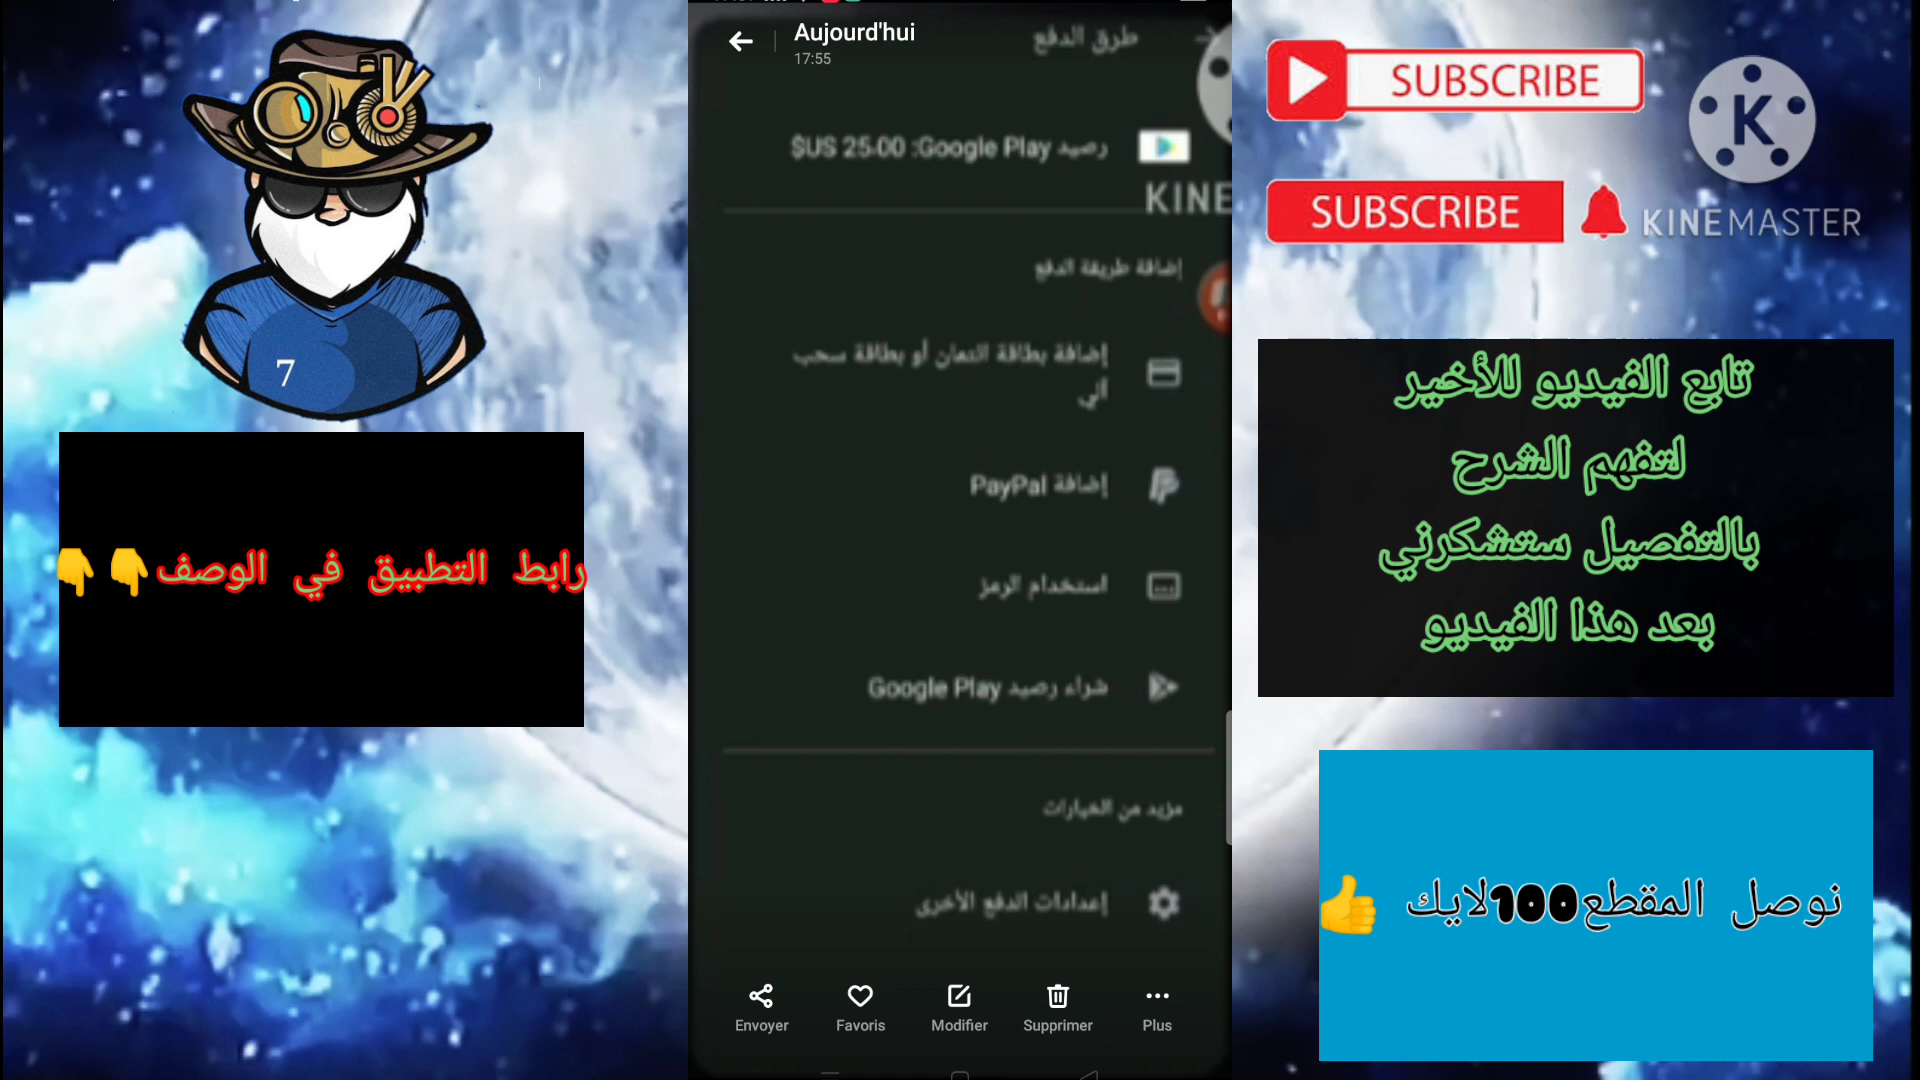 7
رابط التطبيق في الوصف👇👇
Aujourd'hui
17:55
طرق الدفع
رصيد Google Play: 25.00 US$
KINE
إضافة طريقة الدفع
إضافة بطاقة ائتمان أو بطاقة سحب
آلي
إضافة PayPal
استخدام الرمز
شراء رصيد Google Play
مزيد من الخيارات
إعدادات الدفع الأخرى
Envoyer
Favoris
Modifier
Supprimer
Plus
SUBSCRIBE
K
SUBSCRIBE
KINEMASTER
تابع الفيديو للأخير
لتفهم الشرح
بالتفصيل ستشكرني
بعد هذا الفيديو
نوصل المقطع100لايك 👍